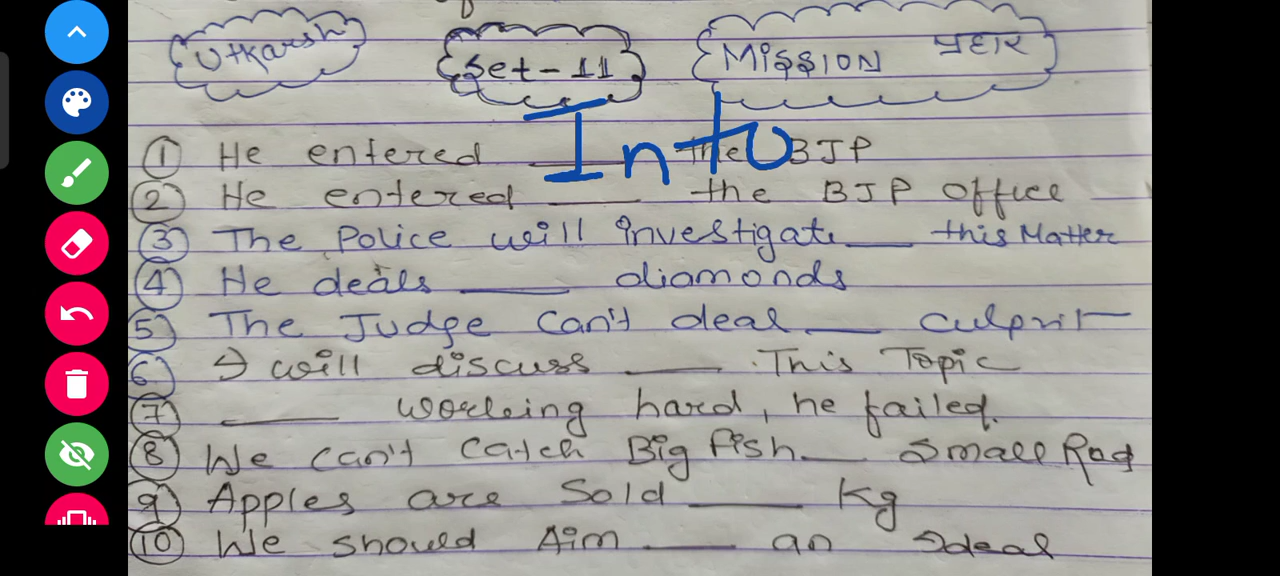 Utkarsh Set-11 MISSION प्रहार
Into
① He entered ___ the BJP
② He entered ___ the BJP office
③ The Police will investigate ___ this Matter
④ He deals ___ diamonds
⑤ The Judge can't deal ___ culprit
⑥ I will discuss ___ This Topic
⑦ ___ working hard, he failed.
⑧ We can't catch Big fish ___ Small Rod
⑨ Apples are Sold ___ Kg
⑩ We should Aim ___ an Ideal